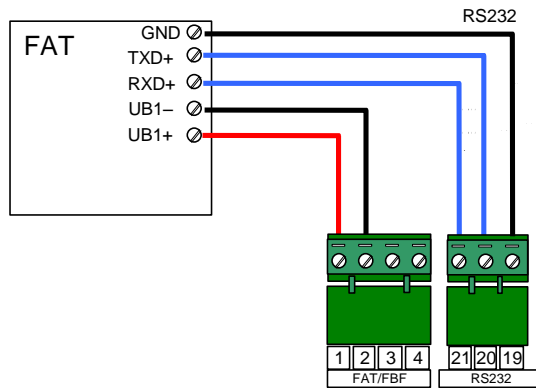 RS232
FAT
GND
TXD+
RXD+
UB1–
UB1+
1 2 3 4
21 20 19
FAT/FBF
RS232